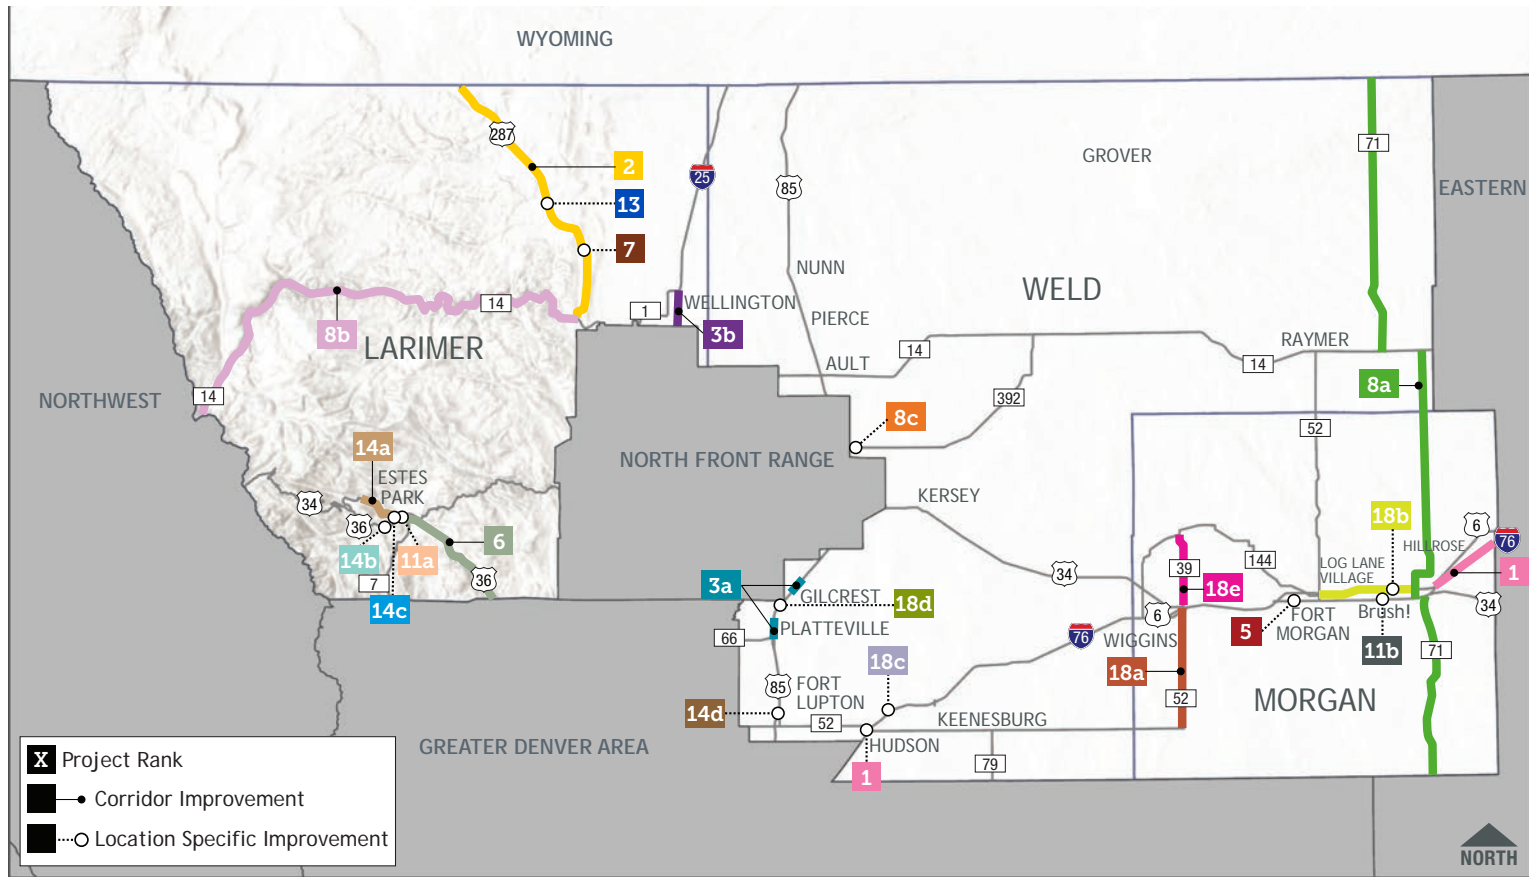 WYOMING
287
2
25
71
GROVER
85
EASTERN
13
7
NUNN
WELD
14
1
WELLINGTON
PIERCE
8b
3b
LARIMER
14
RAYMER
AULT
14
8a
14
NORTHWEST
392
8c
52
14a
NORTH FRONT RANGE
ESTES
PARK
34
KERSEY
36
18b
6
76
6
14b
11a
144
HILLROSE
LOG LANE
VILLAGE
39
34
1
7
36
3a
GILCREST
18d
18e
14c
6
34
FORT
MORGAN
Brush!
PLATTEVILLE
66
76
WIGGINS
5
11b
71
18c
18a
85
FORT
LUPTON
52
MORGAN
14d
52
KEENESBURG
HUDSON
GREATER DENVER AREA
79
1
X Project Rank
Corridor Improvement
Location Specific Improvement
NORTH